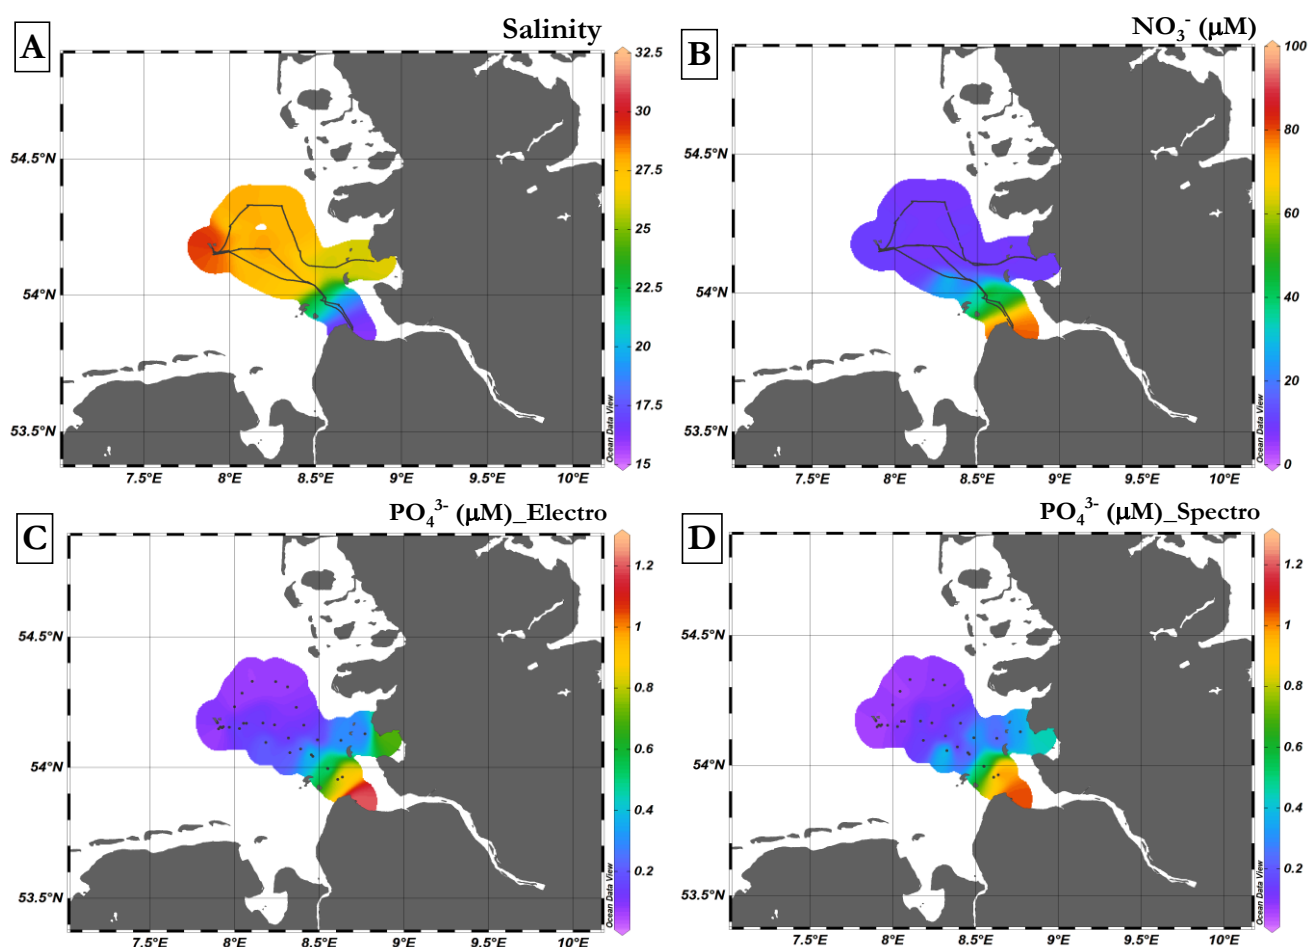 A
Salinity
32.5
30
27.5
25
22.5
20
17.5
15
54.5°N
54°N
53.5°N
7.5°E 8°E 8.5°E 9°E 9.5°E 10°E
Ocean Data View
B
NO₃⁻ (µM)
100
80
60
40
20
0
54.5°N
54°N
53.5°N
7.5°E 8°E 8.5°E 9°E 9.5°E 10°E
Ocean Data View
C
PO₄³⁻ (µM)_Electro
1.2
1
0.8
0.6
0.4
0.2
54.5°N
54°N
53.5°N
7.5°E 8°E 8.5°E 9°E 9.5°E 10°E
Ocean Data View
D
PO₄³⁻ (µM)_Spectro
1.2
1
0.8
0.6
0.4
0.2
54.5°N
54°N
53.5°N
7.5°E 8°E 8.5°E 9°E 9.5°E 10°E
Ocean Data View